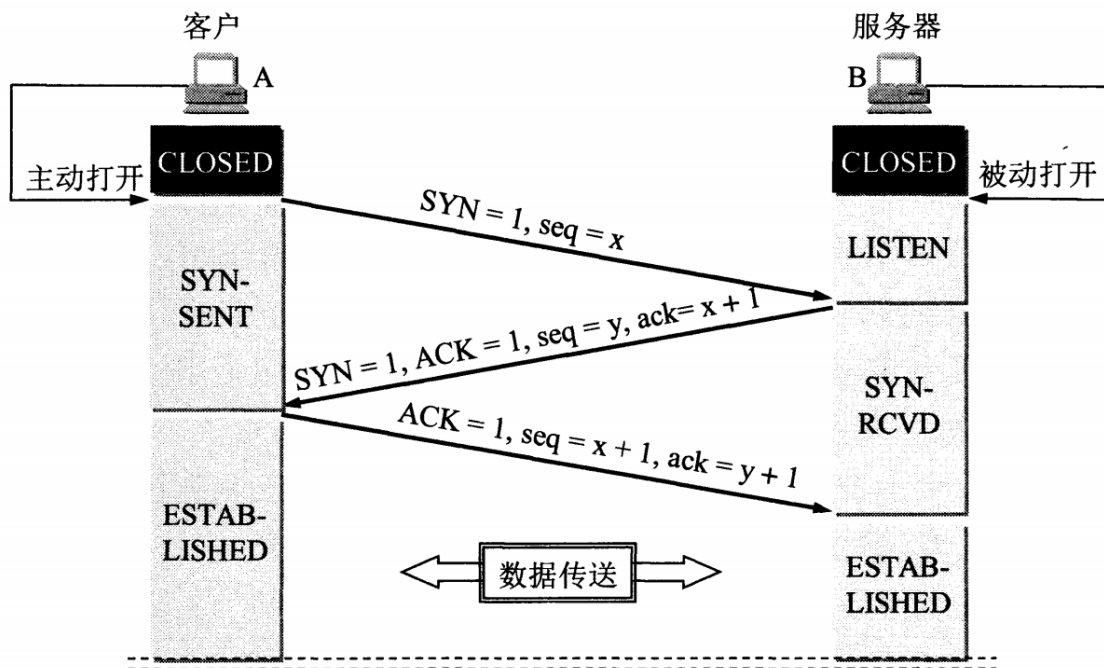 客户
服务器
A
B
CLOSED
CLOSED
主动打开
被动打开
SYN = 1, seq = x
LISTEN
SYN-
SENT
SYN = 1, ACK = 1, seq = y, ack= x + 1
SYN-
RCVD
ACK = 1, seq = x + 1, ack = y + 1
ESTAB-
LISHED
数据传送
ESTAB-
LISHED